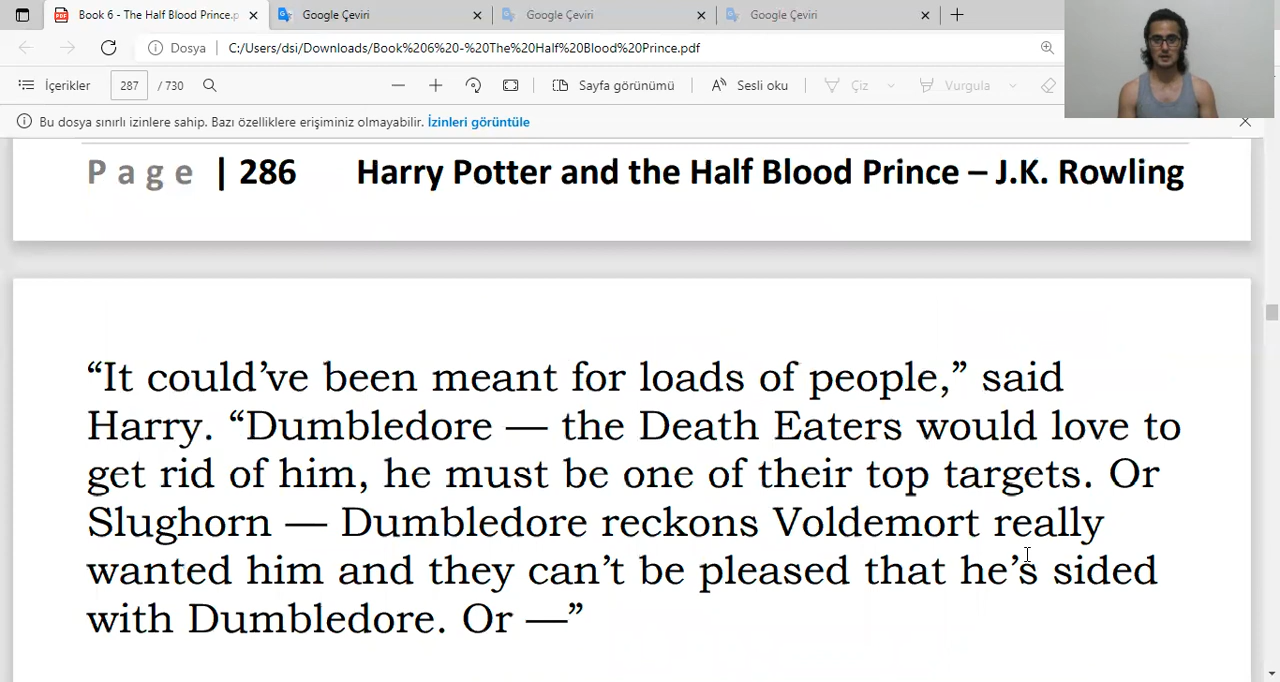 Book 6 - The Half Blood Prince.p
Google Çeviri
Google Çeviri
Google Çeviri
Dosya
C:/Users/dsi/Downloads/Book%206%20-%20The%20Half%20Blood%20Prince.pdf
İçerikler
287
/ 730
Sayfa görünümü
Sesli oku
Çiz
Vurgula
Bu dosya sınırlı izinlere sahip. Bazı özelliklere erişiminiz olmayabilir. İzinleri görüntüle
Page | 286 Harry Potter and the Half Blood Prince – J.K. Rowling
“It could’ve been meant for loads of people,” said
Harry. “Dumbledore — the Death Eaters would love to
get rid of him, he must be one of their top targets. Or
Slughorn — Dumbledore reckons Voldemort really
wanted him and they can’t be pleased that he’s sided
with Dumbledore. Or —”